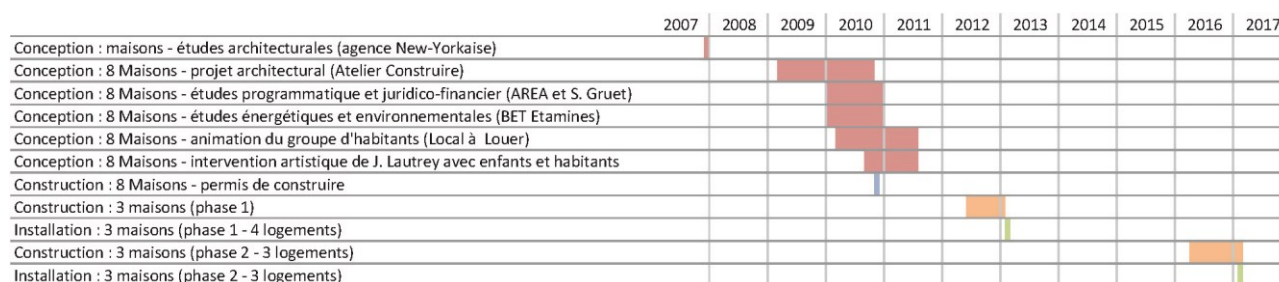 2007 2008 2009 2010 2011 2012 2013 2014 2015 2016 2017
Conception : maisons - études architecturales (agence New-Yorkaise)
Conception : 8 Maisons - projet architectural (Atelier Construire)
Conception : 8 Maisons - études programmatique et juridico-financier (AREA et S. Gruet)
Conception : 8 Maisons - études énergétiques et environnementales (BET Etamines)
Conception : 8 Maisons - animation du groupe d'habitants (Local à Louer)
Conception : 8 Maisons - intervention artistique de J. Lautrey avec enfants et habitants
Construction : 8 Maisons - permis de construire
Construction : 3 maisons (phase 1)
Installation : 3 maisons (phase 1 - 4 logements)
Construction : 3 maisons (phase 2 - 3 logements)
Installation : 3 maisons (phase 2 - 3 logements)